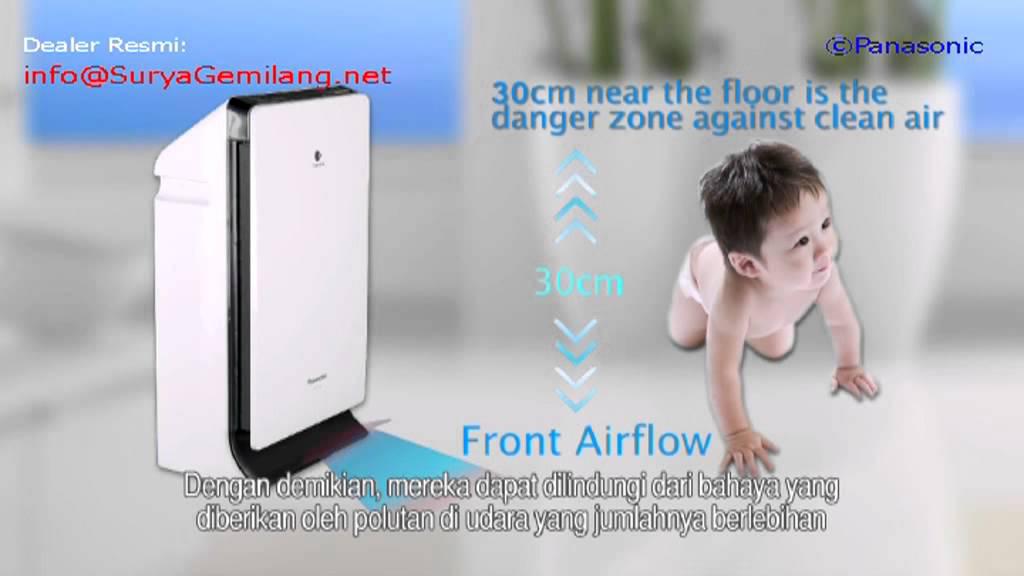 Dealer Resmi:
info@SuryaGemilang.net
©Panasonic
30cm near the floor is the
danger zone against clean air
30cm
Panasonic
Front Airflow
Dengan demikian, mereka dapat dilindungi dari bahaya yang
diberikan oleh polutan di udara yang jumlahnya berlebihan